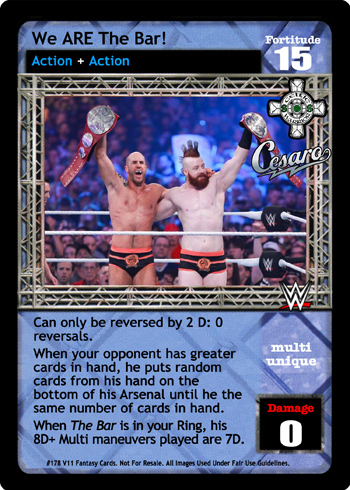 We ARE The Bar!
Fortitude
15
Action + Action
Cesaro
W
Can only be reversed by 2 D: 0
reversals.
When your opponent has greater
cards in hand, he puts random
cards from his hand on the
bottom of his Arsenal until he
the same number of cards in hand.
When The Bar is in your Ring, his
8D+ Multi maneuvers played are 7D.
multi
unique
Damage
0
#178 V11 Fantasy Cards. Not For Resale. All Images Used Under Fair Use Guidelines.